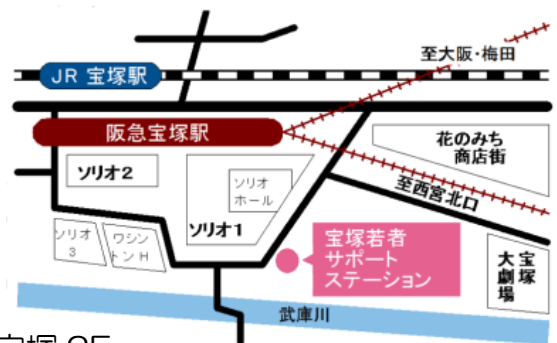 至大阪・梅田
JR 宝塚駅
阪急宝塚駅
花のみち
商店街
ソリオ2
ソリオ
ホール
至西宮北口
ソリオ1
ソリオ
3
ワシン
トンH
宝塚若者
サポート
ステーション
宝塚
大劇場
武庫川